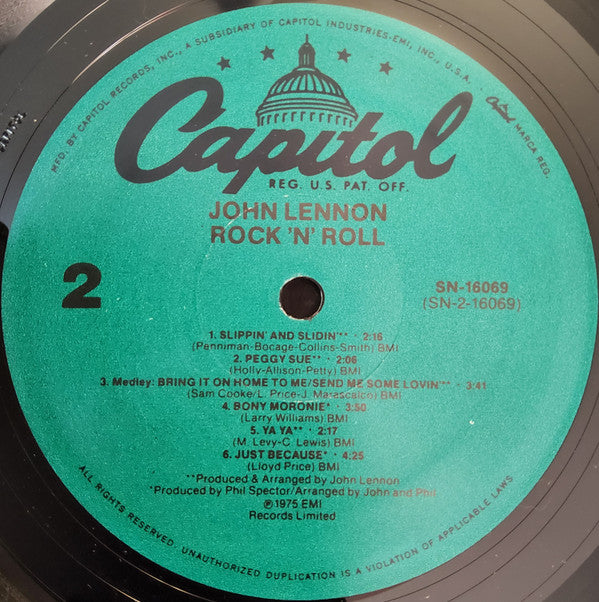 MFD. BY CAPITOL RECORDS, INC., A SUBSIDIARY OF CAPITOL INDUSTRIES-EMI, INC., U.S.A. · Capitol MARCA REG.
Capitol
REG. U.S. PAT. OFF.
JOHN LENNON
ROCK 'N' ROLL
2
SN-16069
(SN-2-16069)
1. SLIPPIN' AND SLIDIN'** · 2:16
(Penniman-Bocage-Collins-Smith) BMI
2. PEGGY SUE** · 2:06
(Holly-Allison-Petty) BMI
3. Medley: BRING IT ON HOME TO ME/SEND ME SOME LOVIN'** · 3:41
(Sam Cooke/L. Price-J. Marascalco) BMI
4. BONY MORONIE* · 3:50
(Larry Williams) BMI
5. YA YA** · 2:17
(M. Levy-C. Lewis) BMI
6. JUST BECAUSE* · 4:25
(Lloyd Price) BMI
**Produced & Arranged by John Lennon
*Produced by Phil Spector/Arranged by John and Phil
℗1975 EMI
Records Limited
ALL RIGHTS RESERVED. UNAUTHORIZED DUPLICATION IS A VIOLATION OF APPLICABLE LAWS